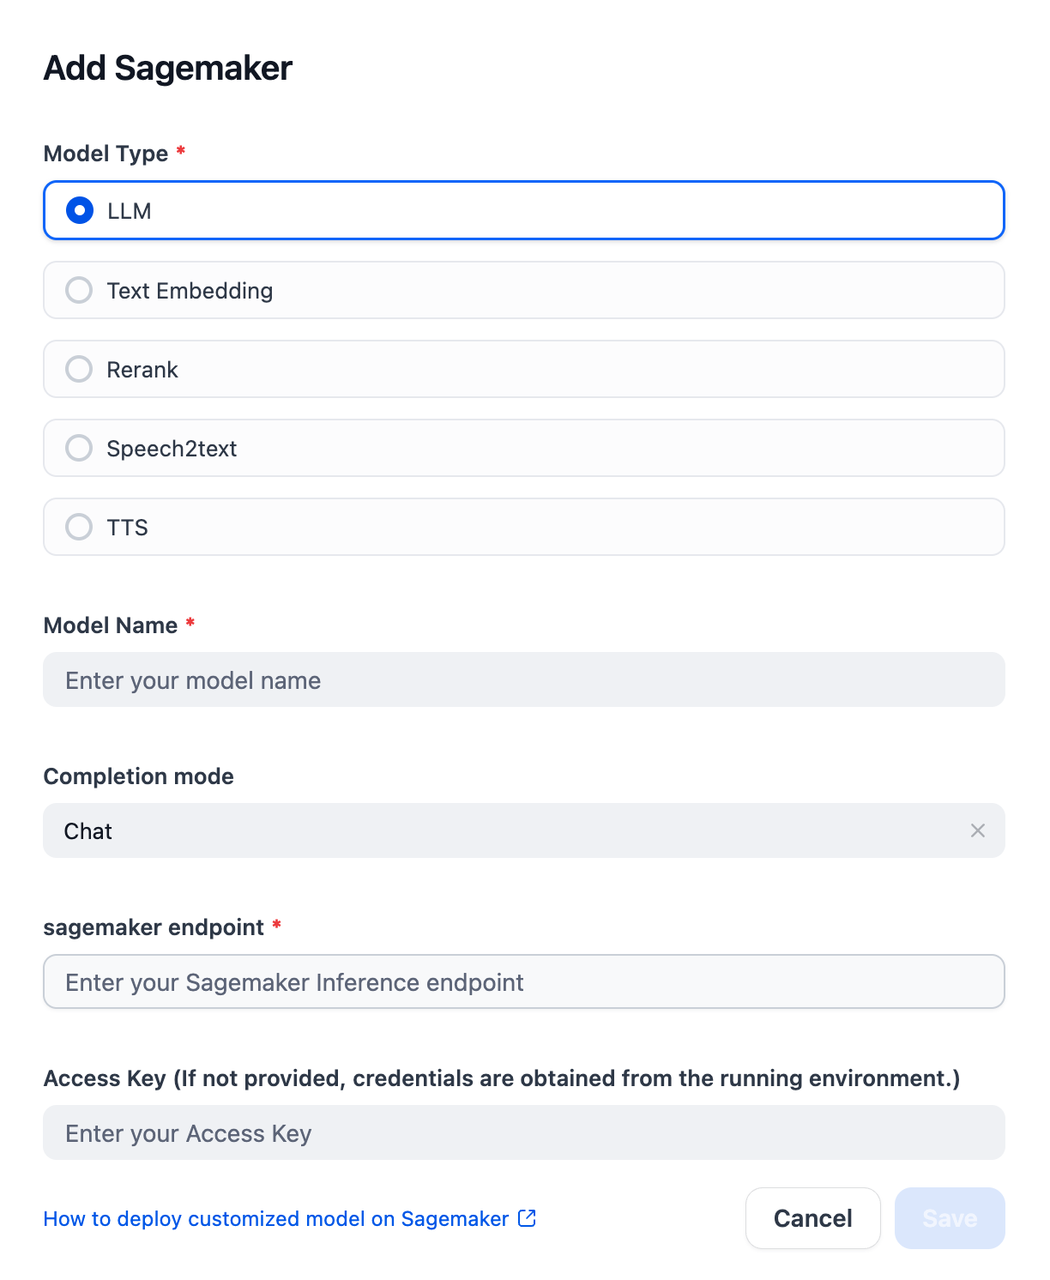 Add Sagemaker
Model Type *
LLM
Text Embedding
Rerank
Speech2text
TTS
Model Name *
Enter your model name
Completion mode
Chat
sagemaker endpoint *
Enter your Sagemaker Inference endpoint
Access Key (If not provided, credentials are obtained from the running environment.)
Enter your Access Key
How to deploy customized model on Sagemaker
Cancel
Save